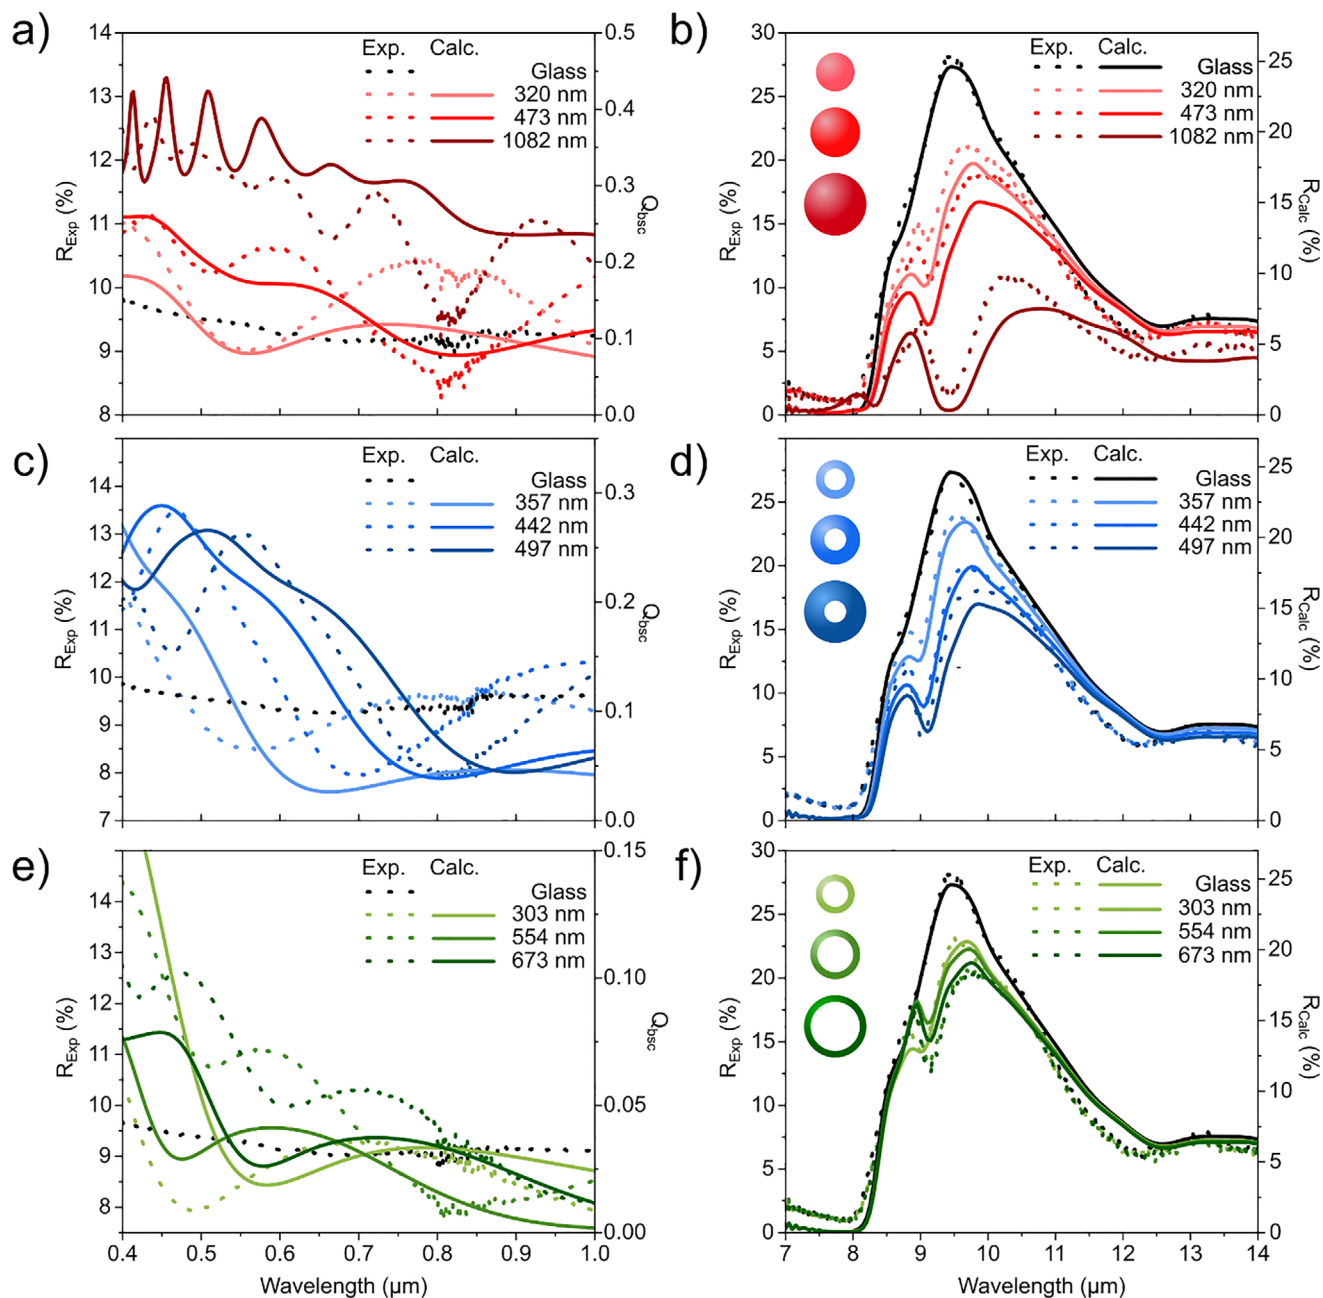 a)
14
13
12
11
10
9
8
R_Exp (%)
0.5
0.4
0.3
0.2
0.1
0.0
Q_bsc
Exp. Calc.
Glass
320 nm
473 nm
1082 nm
b)
30
25
20
15
10
5
0
R_Exp (%)
25
20
15
10
5
0
R_Calc (%)
Exp. Calc.
Glass
320 nm
473 nm
1082 nm
c)
14
13
12
11
10
9
8
7
R_Exp (%)
0.3
0.2
0.1
0.0
Q_bsc
Exp. Calc.
Glass
357 nm
442 nm
497 nm
d)
25
20
15
10
5
0
R_Exp (%)
25
20
15
10
5
0
R_Calc (%)
Exp. Calc.
Glass
357 nm
442 nm
497 nm
e)
14
13
12
11
10
9
8
R_Exp (%)
0.15
0.10
0.05
0.00
Q_bsc
Exp. Calc.
Glass
303 nm
554 nm
673 nm
0.4 0.5 0.6 0.7 0.8 0.9 1.0
Wavelength (µm)
f)
30
25
20
15
10
5
0
R_Exp (%)
25
20
15
10
5
0
R_Calc (%)
Exp. Calc.
Glass
303 nm
554 nm
673 nm
7 8 9 10 11 12 13 14
Wavelength (µm)